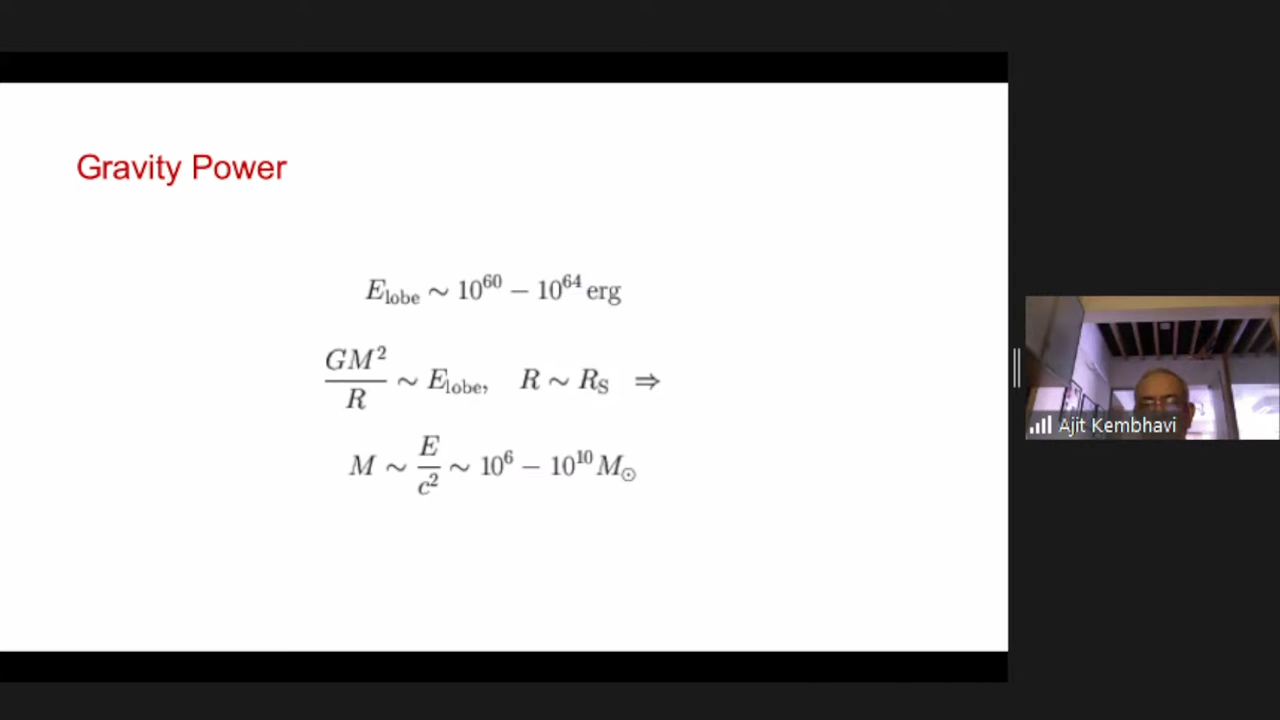 Gravity Power
E_lobe ∼ 10^60 − 10^64 erg
GM^2/R ∼ E_lobe, R ∼ R_S ⇒
M ∼ E/c^2 ∼ 10^6 − 10^10 M_⊙
Ajit Kembhavi